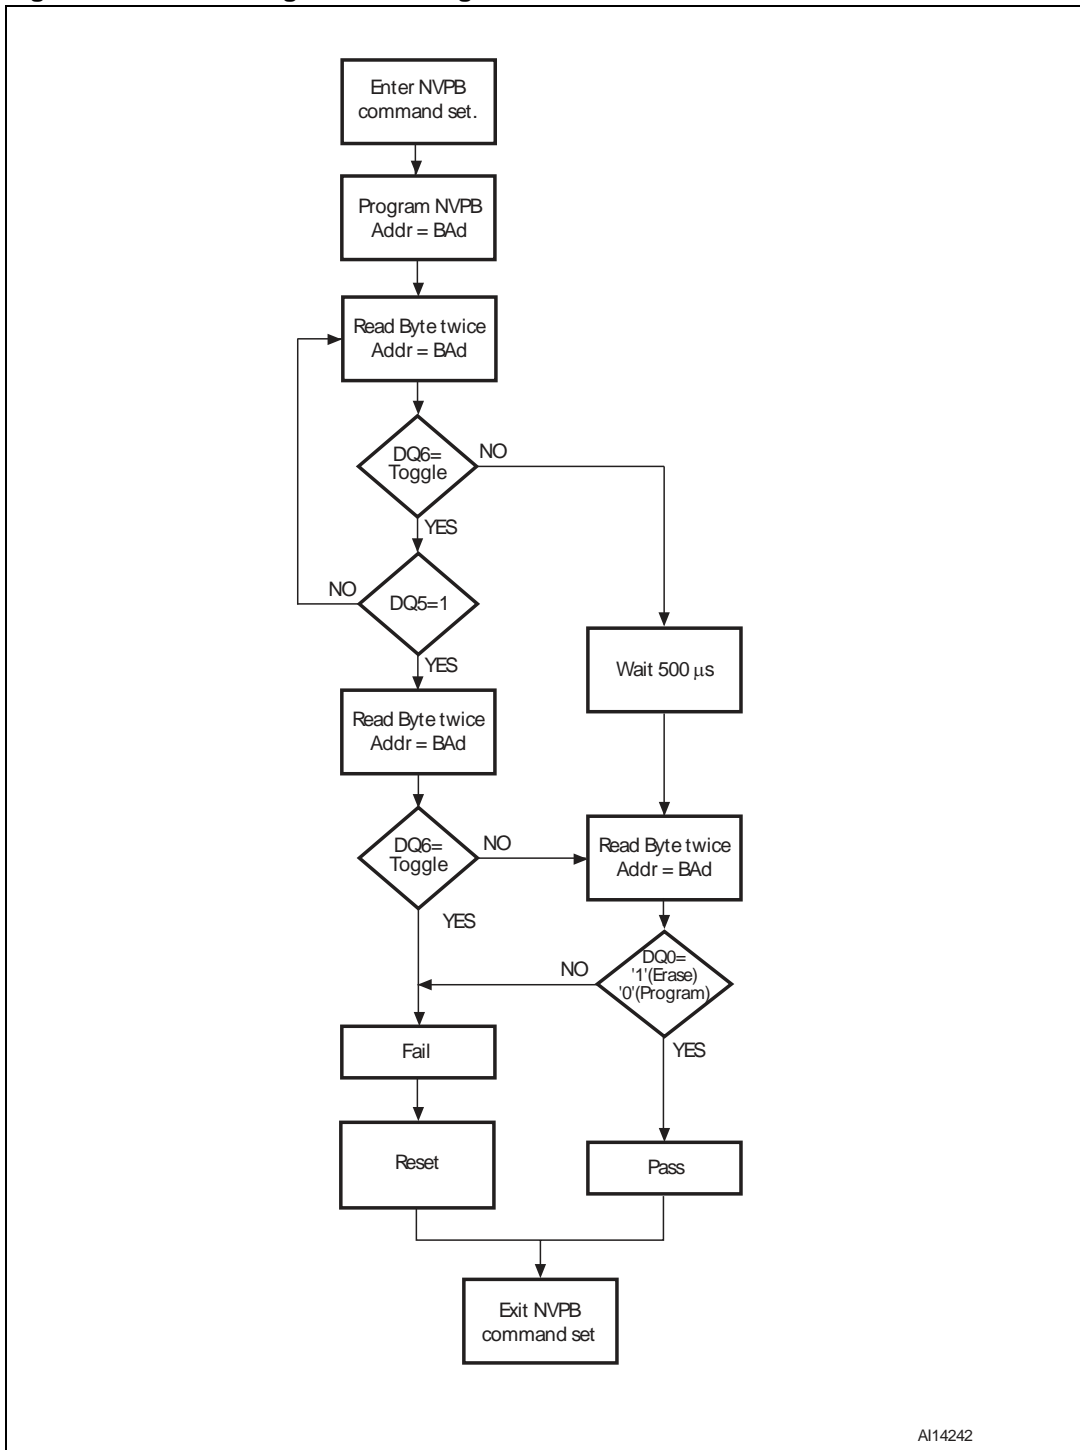 Enter NVPB
command set.
Program NVPB
Addr = BAd
Read Byte twice
Addr = BAd
DQ6=
Toggle
NO
YES
DQ5=1
NO
YES
Wait 500 µs
Read Byte twice
Addr = BAd
DQ6=
Toggle
NO
YES
Read Byte twice
Addr = BAd
DQ0=
'1'(Erase)
'0'(Program)
NO
YES
Fail
Reset
Pass
Exit NVPB
command set
AI14242